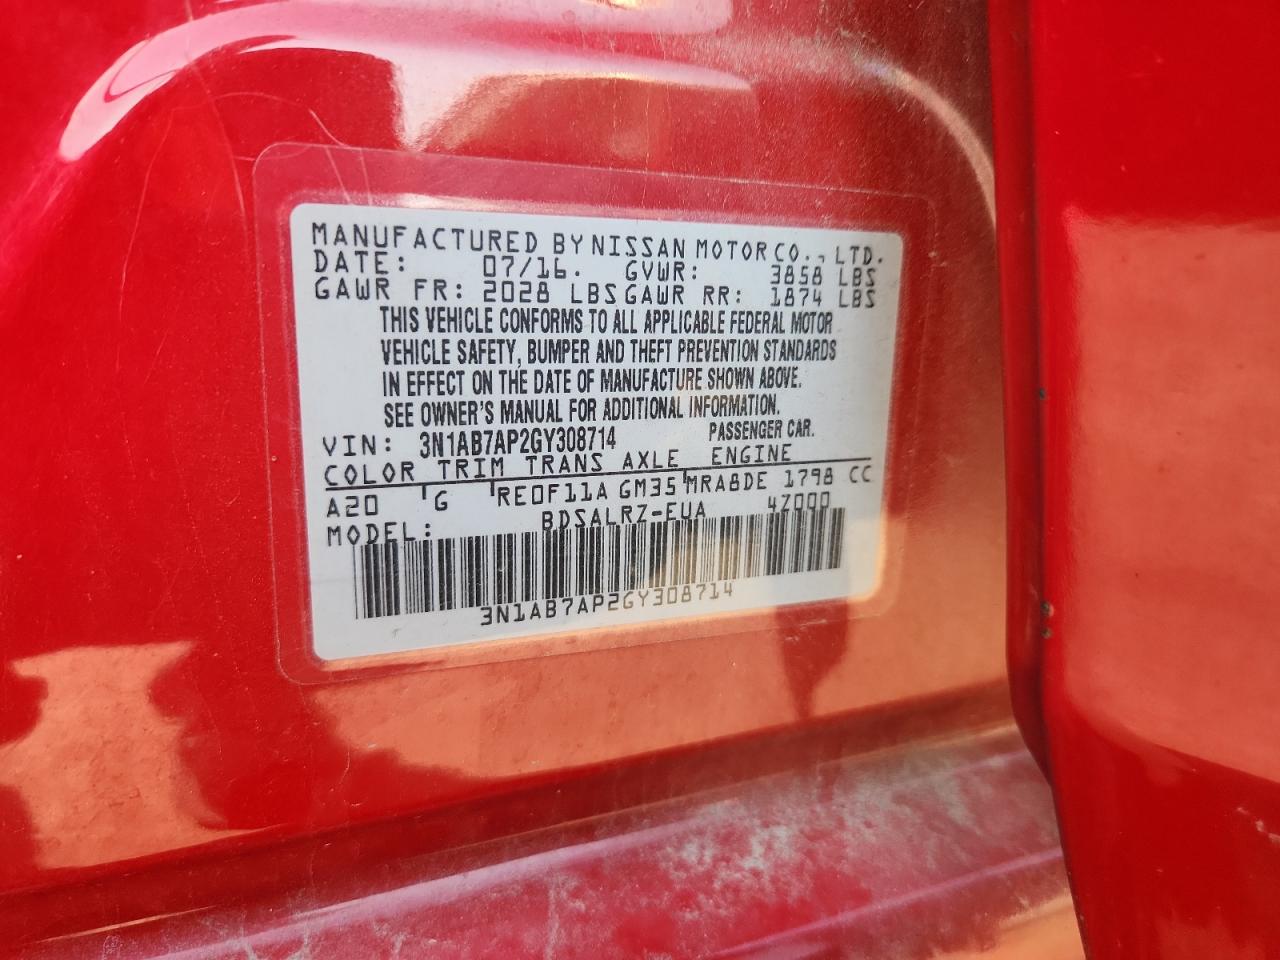 MANUFACTURED BY NISSAN MOTOR CO., LTD.
DATE: 07/16. GVWR: 3858 LBS
GAWR FR: 2028 LBS GAWR RR: 1874 LBS
THIS VEHICLE CONFORMS TO ALL APPLICABLE FEDERAL MOTOR
VEHICLE SAFETY, BUMPER AND THEFT PREVENTION STANDARDS
IN EFFECT ON THE DATE OF MANUFACTURE SHOWN ABOVE.
SEE OWNER'S MANUAL FOR ADDITIONAL INFORMATION.
VIN: 3N1AB7AP2GY308714 PASSENGER CAR.
COLOR TRIM TRANS AXLE ENGINE
A20 G RE0F11A GM35 MRA8DE 1798 CC
MODEL: BDSALRZ-EUA 4Z000
3N1AB7AP2GY308714